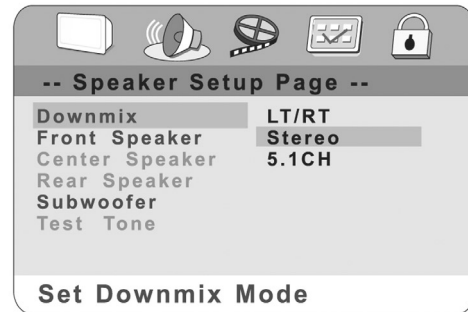 -- Speaker Setup Page --
Downmix LT/RT
Front Speaker Stereo
Center Speaker 5.1CH
Rear Speaker
Subwoofer
Test Tone
Set Downmix Mode